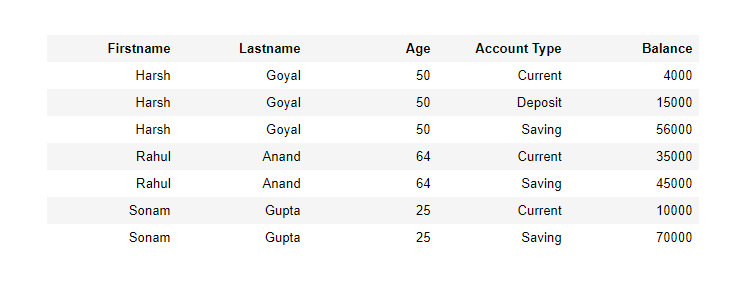 Firstname Lastname Age Account Type Balance
Harsh Goyal 50 Current 4000
Harsh Goyal 50 Deposit 15000
Harsh Goyal 50 Saving 56000
Rahul Anand 64 Current 35000
Rahul Anand 64 Saving 45000
Sonam Gupta 25 Current 10000
Sonam Gupta 25 Saving 70000